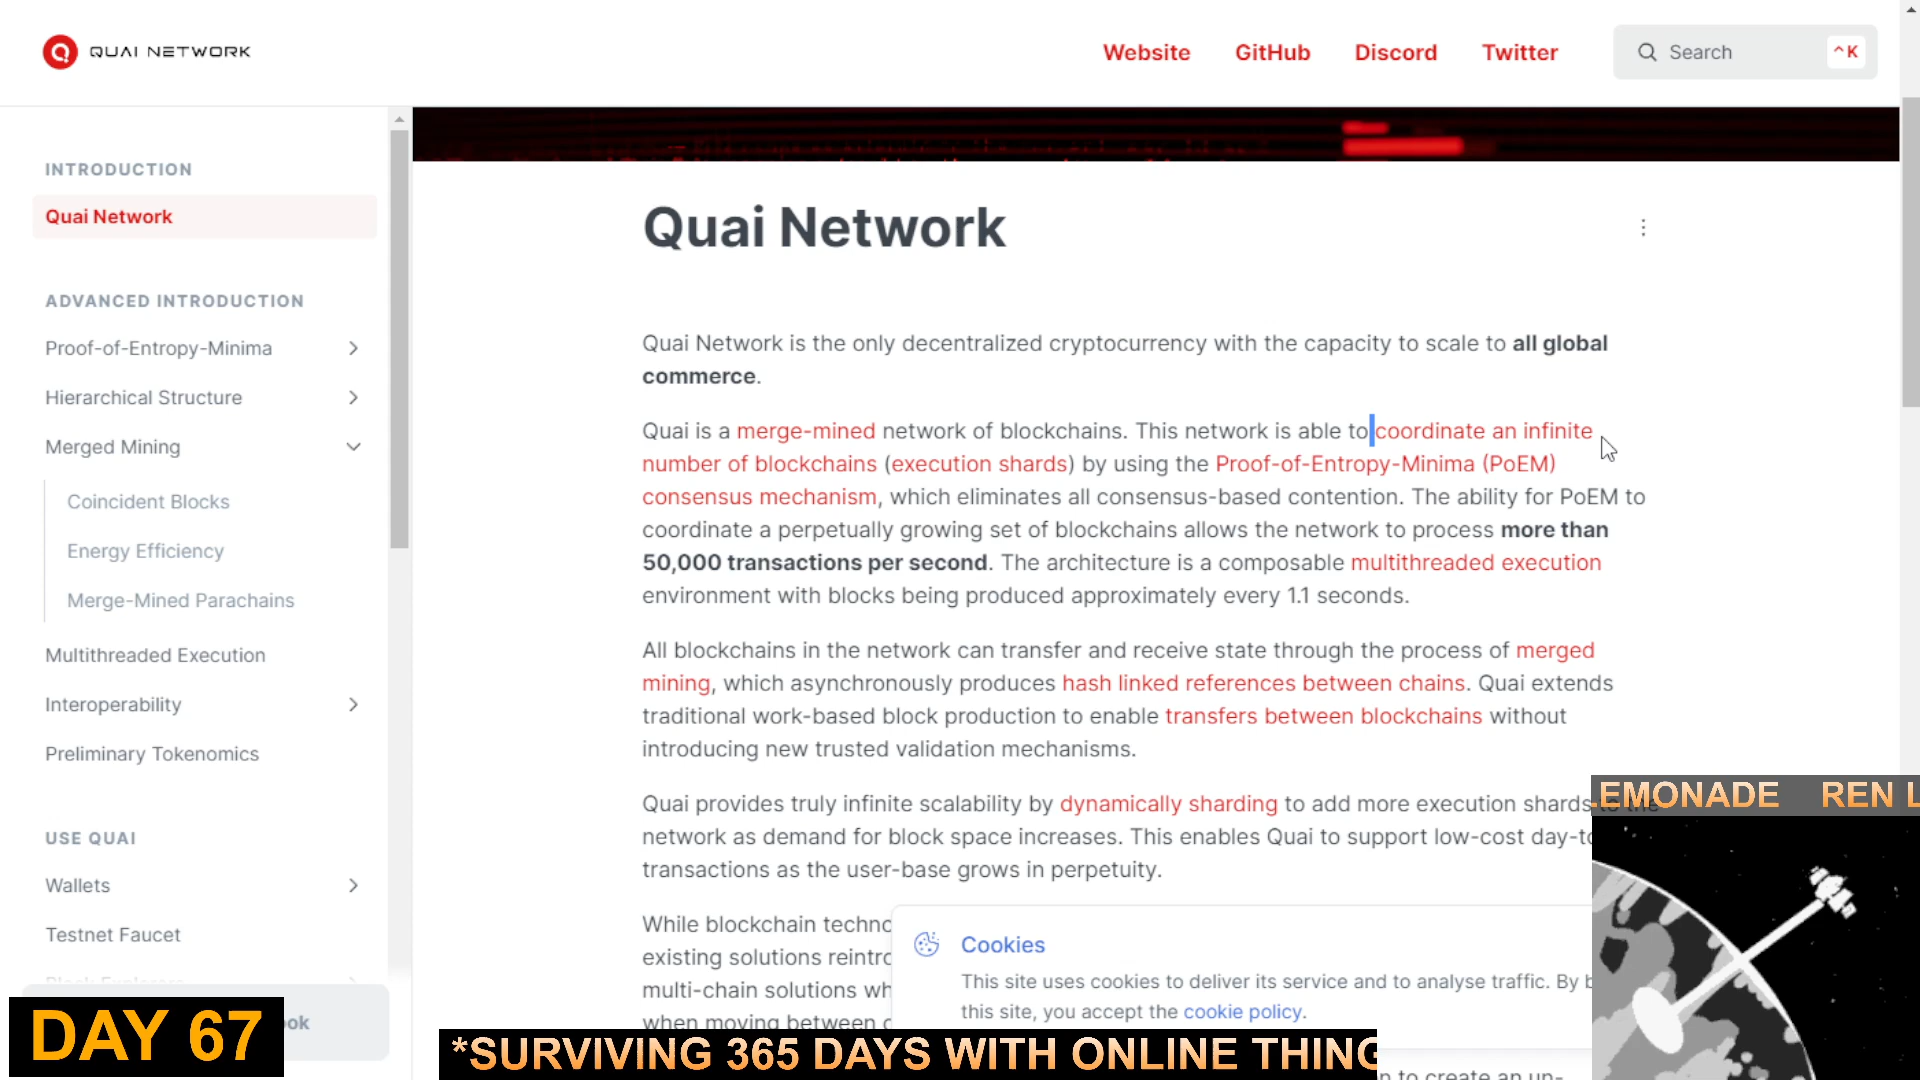 QUAI NETWORK
Website GitHub Discord Twitter Search ^K
INTRODUCTION
Quai Network
ADVANCED INTRODUCTION
Proof-of-Entropy-Minima
Hierarchical Structure
Merged Mining
Coincident Blocks
Energy Efficiency
Merge-Mined Parachains
Multithreaded Execution
Interoperability
Preliminary Tokenomics
USE QUAI
Wallets
Testnet Faucet
ook
Quai Network
Quai Network is the only decentralized cryptocurrency with the capacity to scale to all global
commerce.
Quai is a merge-mined network of blockchains. This network is able to coordinate an infinite
number of blockchains (execution shards) by using the Proof-of-Entropy-Minima (PoEM)
consensus mechanism, which eliminates all consensus-based contention. The ability for PoEM to
coordinate a perpetually growing set of blockchains allows the network to process more than
50,000 transactions per second. The architecture is a composable multithreaded execution
environment with blocks being produced approximately every 1.1 seconds.
All blockchains in the network can transfer and receive state through the process of merged
mining, which asynchronously produces hash linked references between chains. Quai extends
traditional work-based block production to enable transfers between blockchains without
introducing new trusted validation mechanisms.
Quai provides truly infinite scalability by dynamically sharding to add more execution shards to the
network as demand for block space increases. This enables Quai to support low-cost day-to
transactions as the user-base grows in perpetuity.
While blockchain techno
existing solutions reintro
multi-chain solutions wh
when moving between
n to create an un-
Cookies
This site uses cookies to deliver its service and to analyse traffic. By b
this site, you accept the cookie policy.
EMONADE REN L
DAY 67
*SURVIVING 365 DAYS WITH ONLINE THING